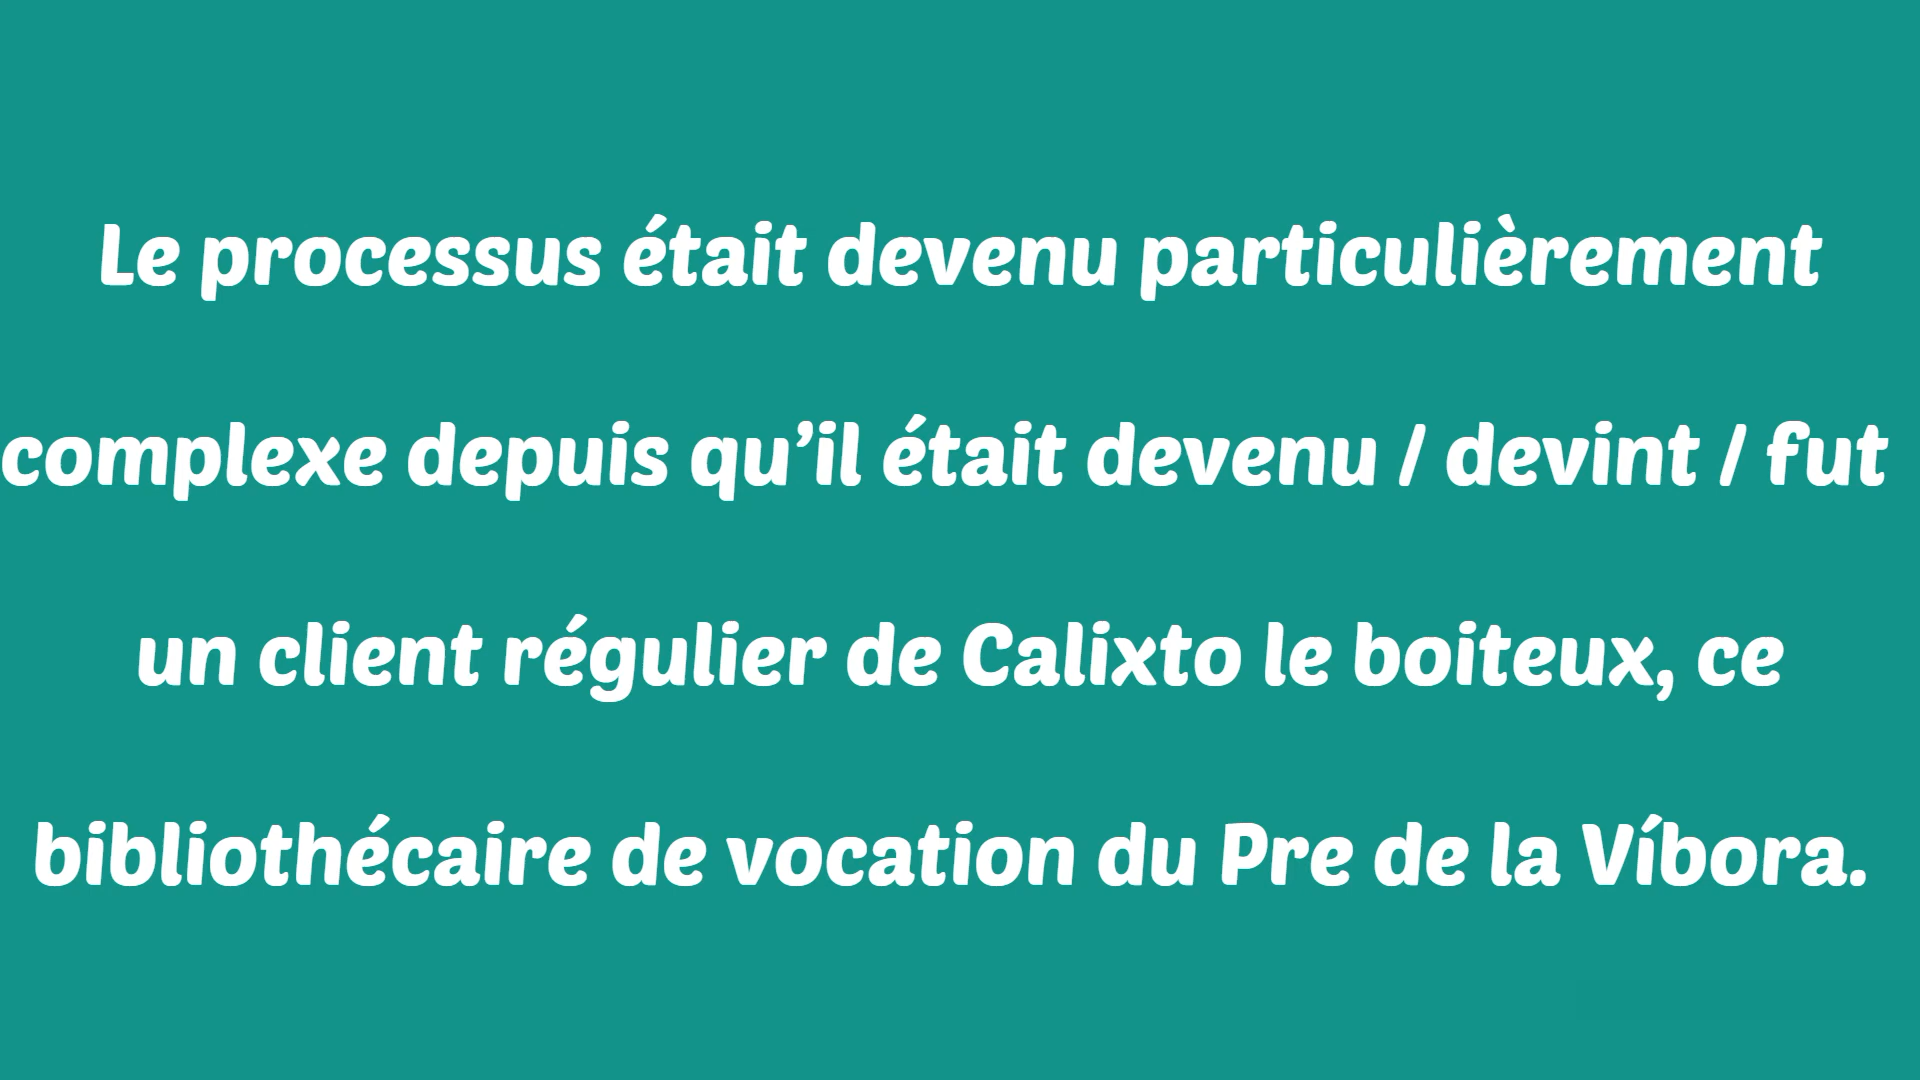 Le processus était devenu particulièrement
complexe depuis qu’il était devenu / devint / fut
un client régulier de Calixto le boiteux, ce
bibliothécaire de vocation du Pre de la Víbora.